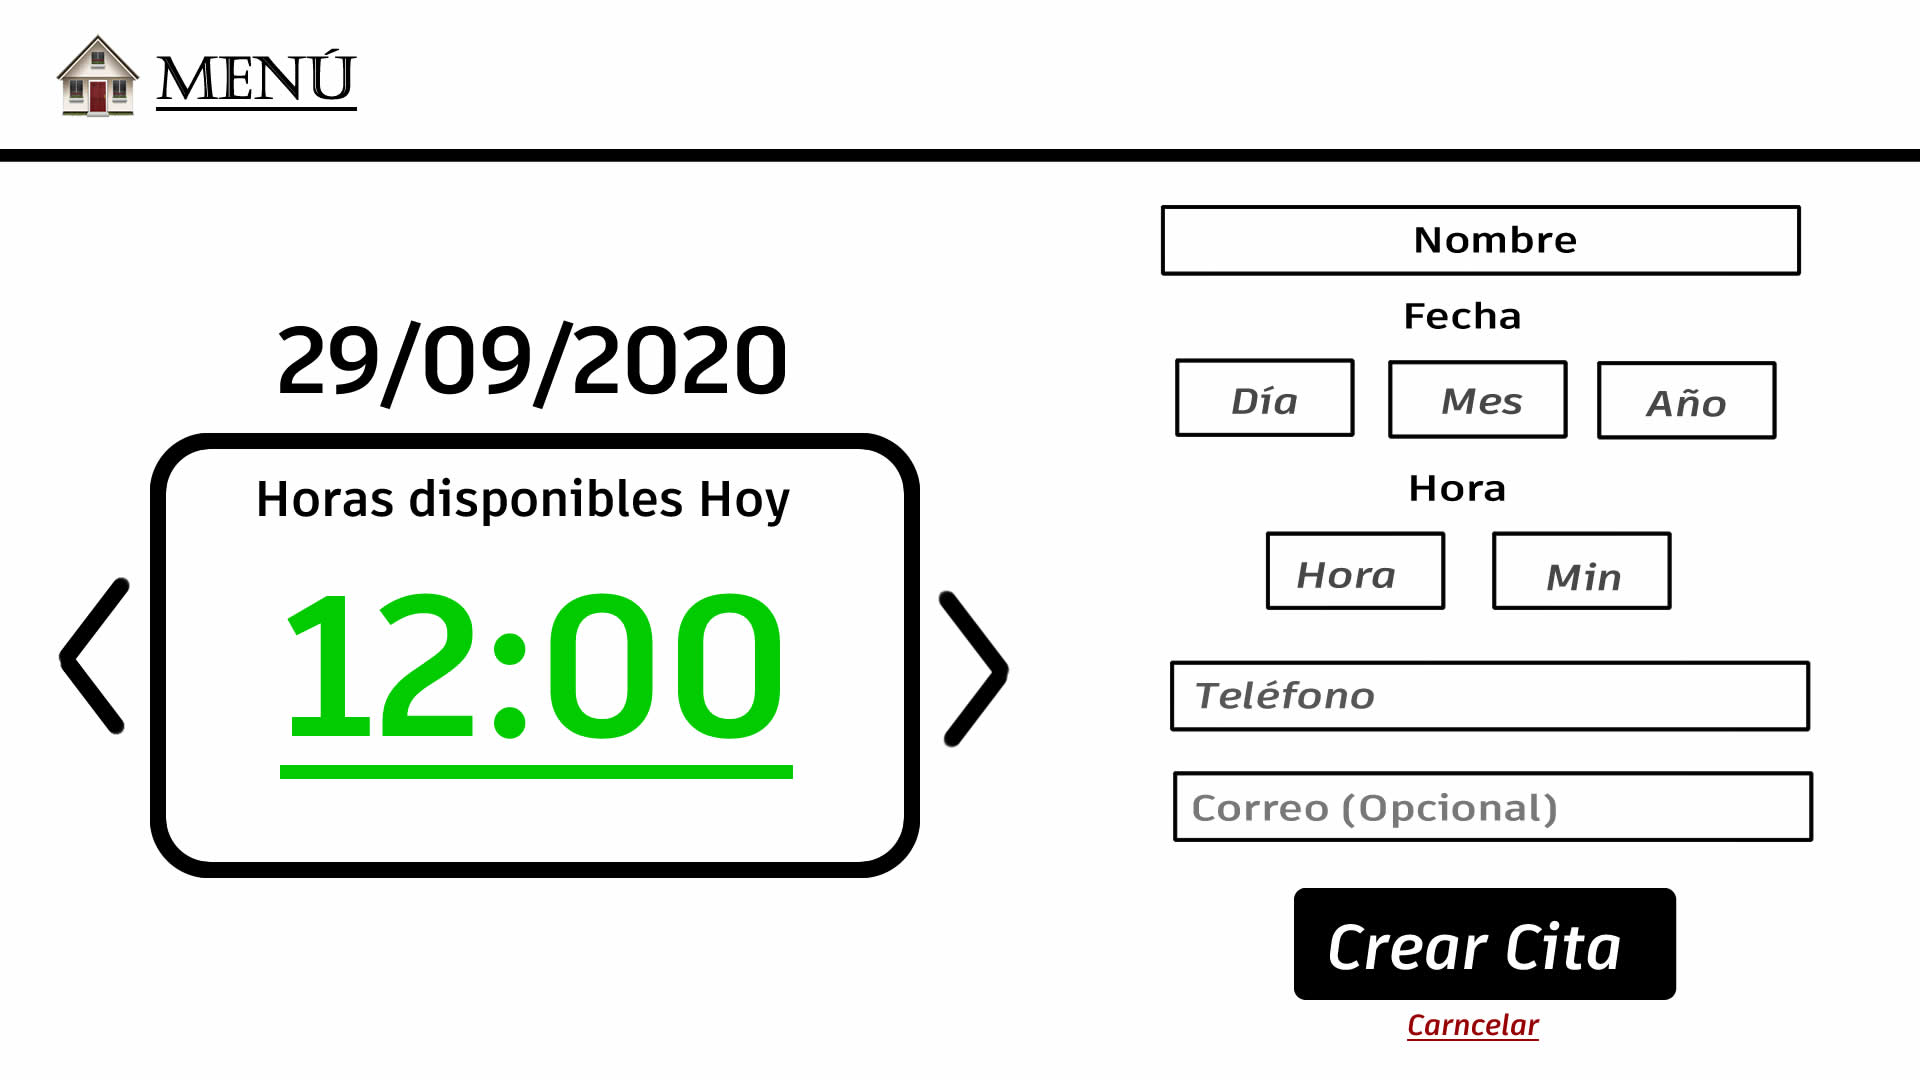 MENÚ
29/09/2020
Horas disponibles Hoy
12:00
Nombre
Fecha
Día Mes Año
Hora
Hora Min
Teléfono
Correo (Opcional)
Crear Cita
Carncelar